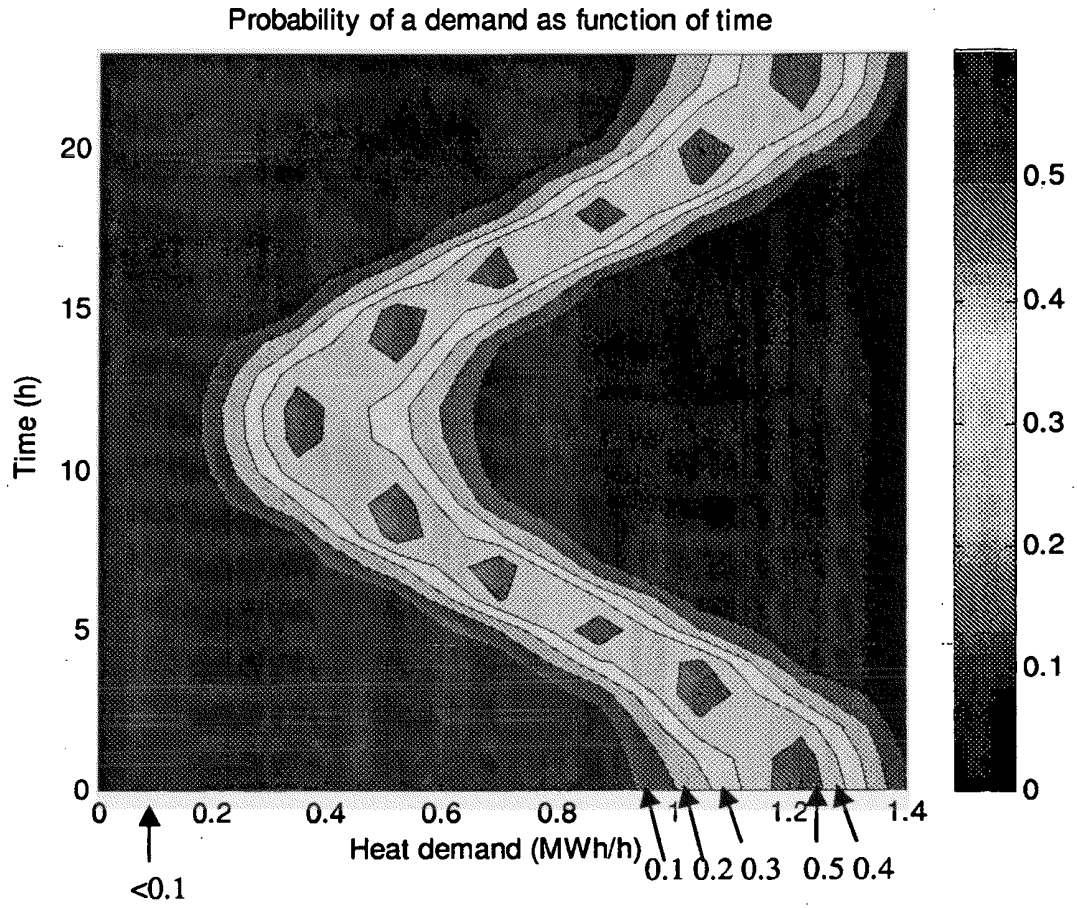 Probability of a demand as function of time
Time (h)
20
15
10
5
0
0 0.2 0.4 0.6 0.8 1 1.2 1.4
Heat demand (MWh/h)
<0.1
0.1 0.2 0.3 0.5 0.4
0.5
0.4
0.3
0.2
0.1
0